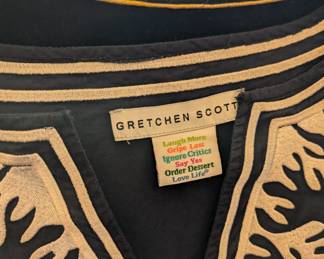 GRETCHEN SCOTT
Laugh More
Gripe Less
Ignore Critics
Say Yes
Order Dessert
Love Life®